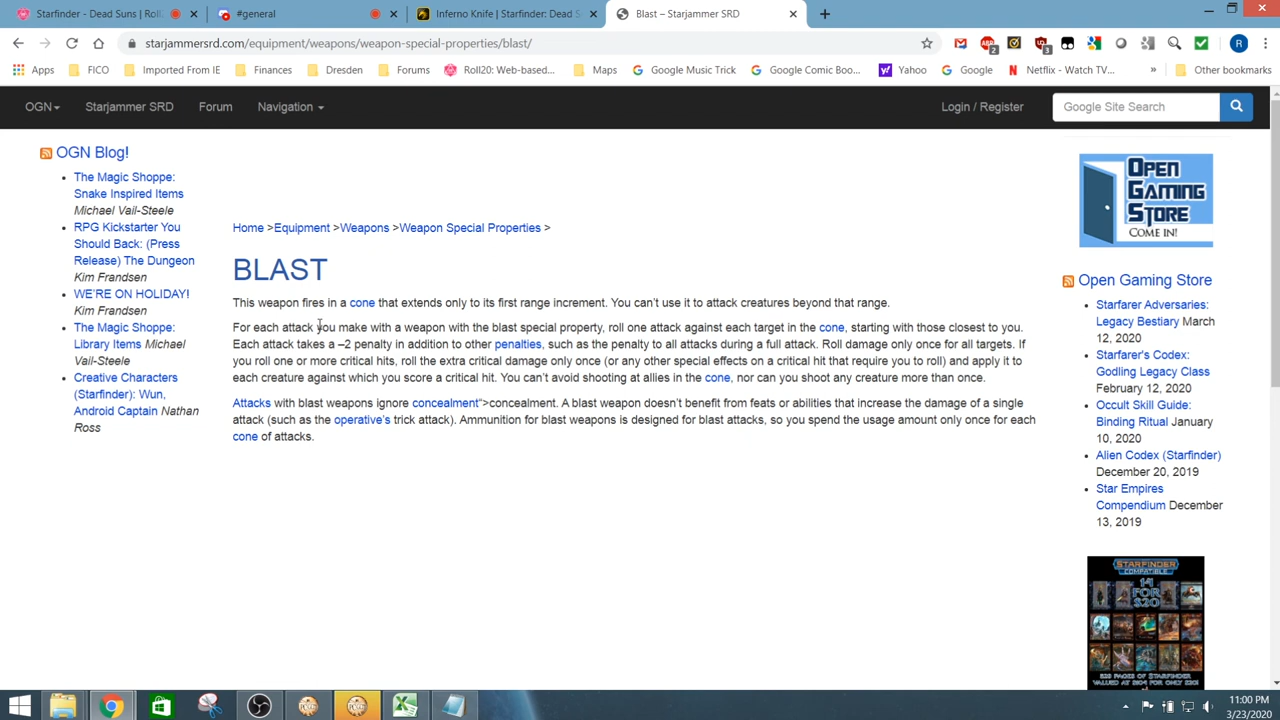 Starfinder - Dead Suns | Roll
#general
Inferno Knife | Starfinder: Dead S
Blast – Starjammer SRD
starjammersrd.com/equipment/weapons/weapon-special-properties/blast/
2
3
R
Apps
FICO
Imported From IE
Finances
Dresden
Forums
Roll20: Web-based...
Maps
Google Music Trick
Google Comic Boo...
Yahoo
Google
Netflix - Watch TV...
»
Other bookmarks
OGN
Starjammer SRD
Forum
Navigation
Login / Register
Google Site Search
OGN Blog!
The Magic Shoppe:
Snake Inspired Items
Michael Vail-Steele
RPG Kickstarter You
Should Back: (Press
Release) The Dungeon
Kim Frandsen
WE'RE ON HOLIDAY!
Kim Frandsen
The Magic Shoppe:
Library Items Michael
Vail-Steele
Creative Characters
(Starfinder): Wun,
Android Captain Nathan
Ross
Home >Equipment >Weapons >Weapon Special Properties >
BLAST
This weapon fires in a cone that extends only to its first range increment. You can't use it to attack creatures beyond that range.
For each attack you make with a weapon with the blast special property, roll one attack against each target in the cone, starting with those closest to you.
Each attack takes a –2 penalty in addition to other penalties, such as the penalty to all attacks during a full attack. Roll damage only once for all targets. If
you roll one or more critical hits, roll the extra critical damage only once (or any other special effects on a critical hit that require you to roll) and apply it to
each creature against which you score a critical hit. You can't avoid shooting at allies in the cone, nor can you shoot any creature more than once.
Attacks with blast weapons ignore concealment">concealment. A blast weapon doesn't benefit from feats or abilities that increase the damage of a single
attack (such as the operative's trick attack). Ammunition for blast weapons is designed for blast attacks, so you spend the usage amount only once for each
cone of attacks.
OPEN
GAMING
STORE
COME IN!
Open Gaming Store
Starfarer Adversaries:
Legacy Bestiary March
12, 2020
Starfarer's Codex:
Godling Legacy Class
February 12, 2020
Occult Skill Guide:
Binding Ritual January
10, 2020
Alien Codex (Starfinder)
December 20, 2019
Star Empires
Compendium December
13, 2019
STARFINDER
COMPATIBLE
14
FOR
$20
11:00 PM
3/23/2020